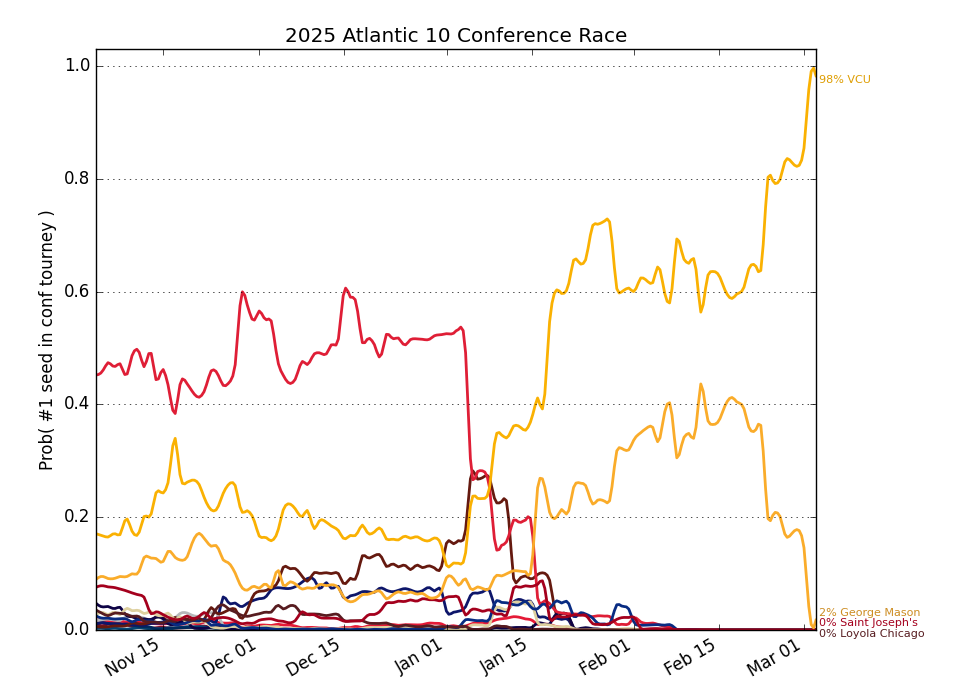 2025 Atlantic 10 Conference Race
Prob( #1 seed in conf tourney )
1.0
0.8
0.6
0.4
0.2
0.0
Nov 15
Dec 01
Dec 15
Jan 01
Jan 15
Feb 01
Feb 15
Mar 01
98% VCU
2% George Mason
0% Saint Joseph's
0% Loyola Chicago